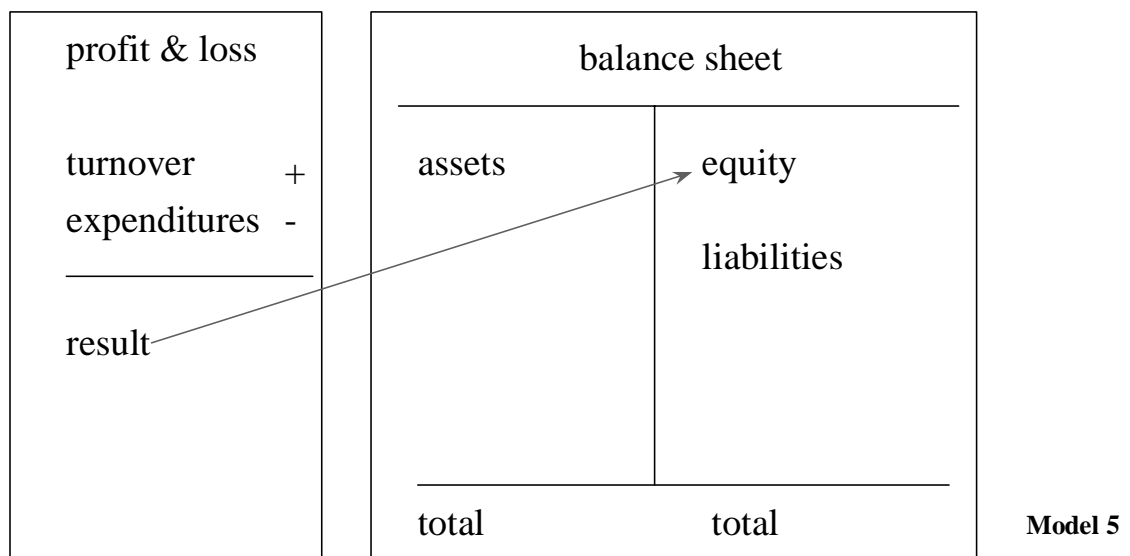 profit & loss
turnover +
expenditures -
result
balance sheet
assets equity
liabilities
total total
Model 5